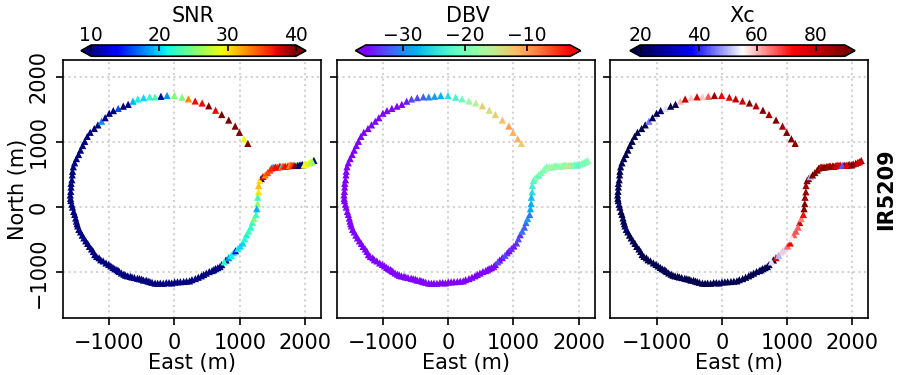 SNR DBV Xc
10 20 30 40 −30 −20 −10 20 40 60 80
2000
1000
0
−1000
North (m)
IR5209
−1000 0 1000 2000 −1000 0 1000 2000 −1000 0 1000 2000
East (m) East (m) East (m)